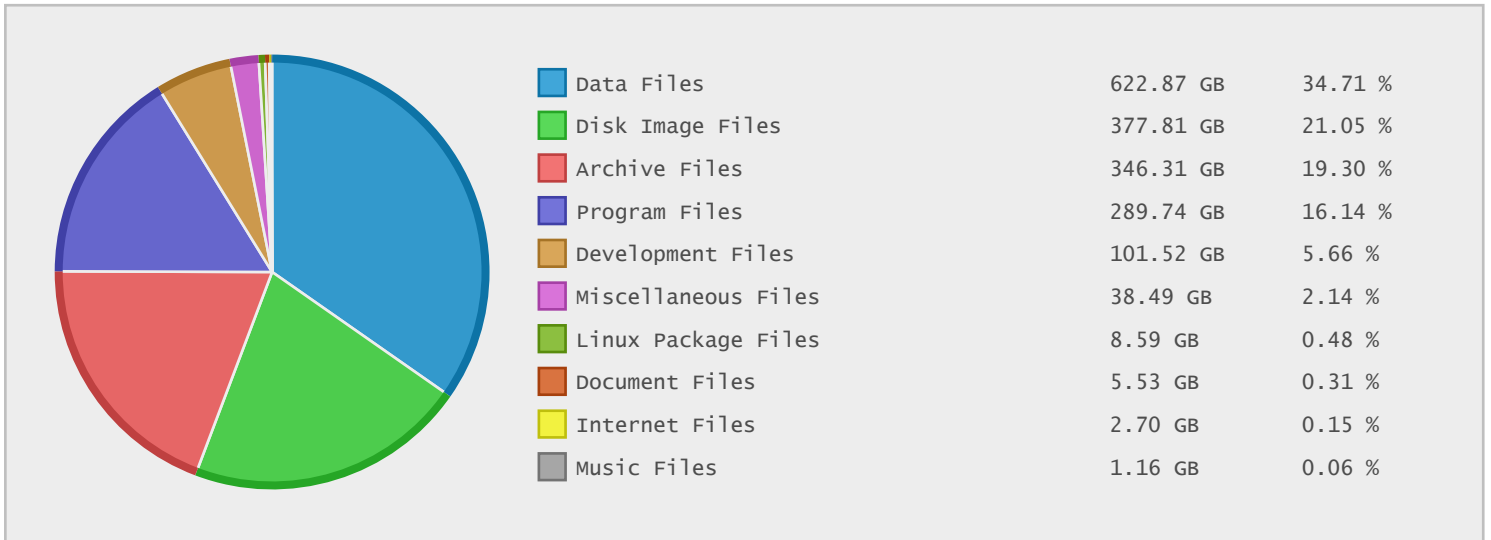 Data Files 622.87 GB 34.71 %
Disk Image Files 377.81 GB 21.05 %
Archive Files 346.31 GB 19.30 %
Program Files 289.74 GB 16.14 %
Development Files 101.52 GB 5.66 %
Miscellaneous Files 38.49 GB 2.14 %
Linux Package Files 8.59 GB 0.48 %
Document Files 5.53 GB 0.31 %
Internet Files 2.70 GB 0.15 %
Music Files 1.16 GB 0.06 %